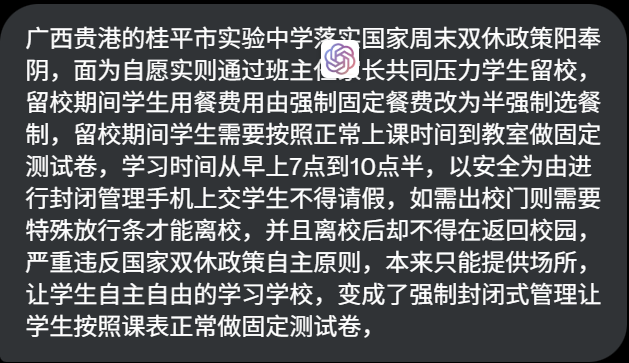 广西贵港的桂平市实验中学落实国家周末双休政策阳奉
阴，面为自愿实则通过班主任 长共同压力学生留校，
留校期间学生用餐费用由强制固定餐费改为半强制选餐
制，留校期间学生需要按照正常上课时间到教室做固定
测试卷，学习时间从早上7点到10点半，以安全为由进
行封闭管理手机上交学生不得请假，如需出校门则需要
特殊放行条才能离校，并且离校后却不得在返回校园，
严重违反国家双休政策自主原则，本来只能提供场所，
让学生自主自由的学习学校，变成了强制封闭式管理让
学生按照课表正常做固定测试卷，